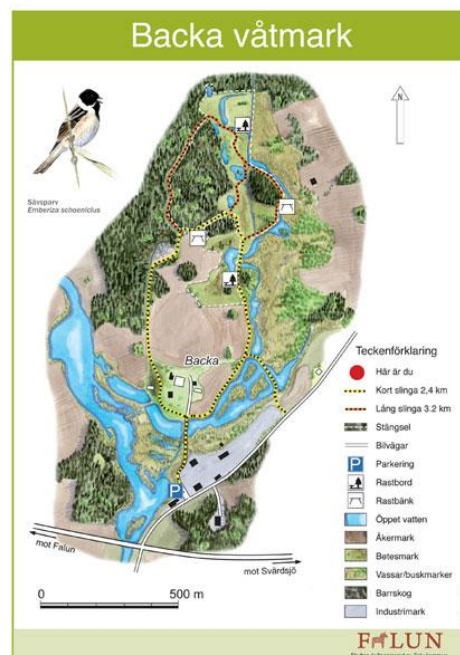 Backa våtmark
N
Sävsparv
Emberiza schoeniclus
Backa
P
mot Falun
mot Svärdsjö
0
500 m
Teckenförklaring
Här är du
Kort slinga 2,4 km
Lång slinga 3.2 km
Stängsel
Bilvägar
P
Parkering
Rastbord
Rastbänk
Öppet vatten
Åkermark
Betesmark
Vassar/buskmarker
Barrskog
Industrimark
FALUN